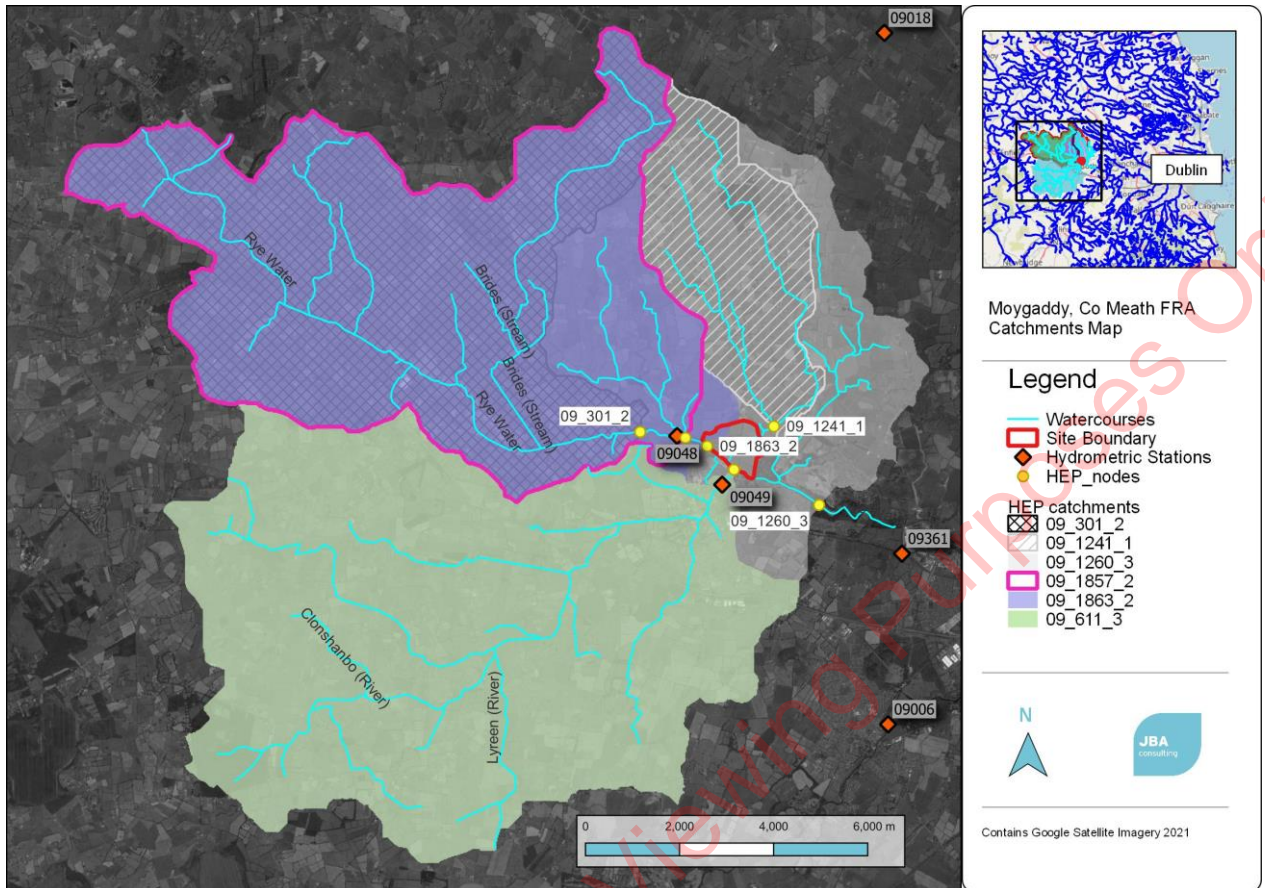 09018
Rye Water
Brides (Stream)
Brides (Stream)
Rye Water
09_301_2
09_1241_1
09_1863_2
09048
09049
09_1260_3
09361
Clonshanbo (River)
Lyreen (River)
09006
0 2,000 4,000 6,000 m
Dublin
Moygaddy, Co Meath FRA
Catchments Map
Legend
Watercourses
Site Boundary
Hydrometric Stations
HEP_nodes
HEP catchments
09_301_2
09_1241_1
09_1260_3
09_1857_2
09_1863_2
09_611_3
N
JBA
consulting
Contains Google Satellite Imagery 2021
Viewing Purposes On